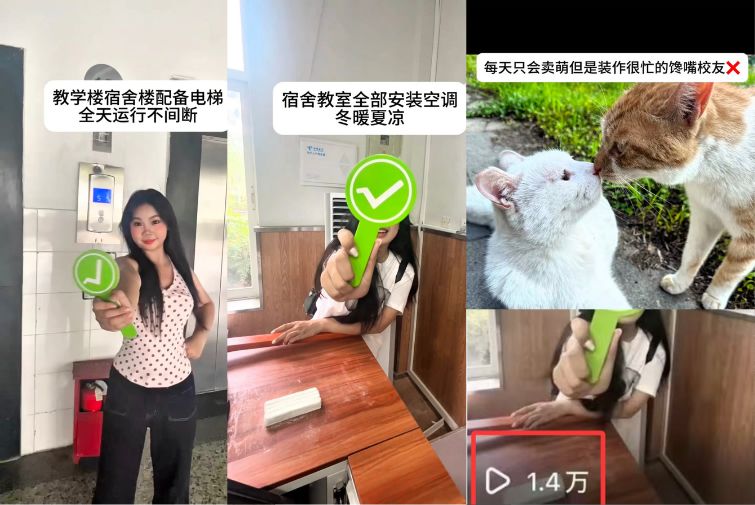 教学楼宿舍楼配备电梯
全天运行不间断
宿舍教室全部安装空调
冬暖夏凉
每天只会卖萌但是装作很忙的馋嘴校友❌
1.4万